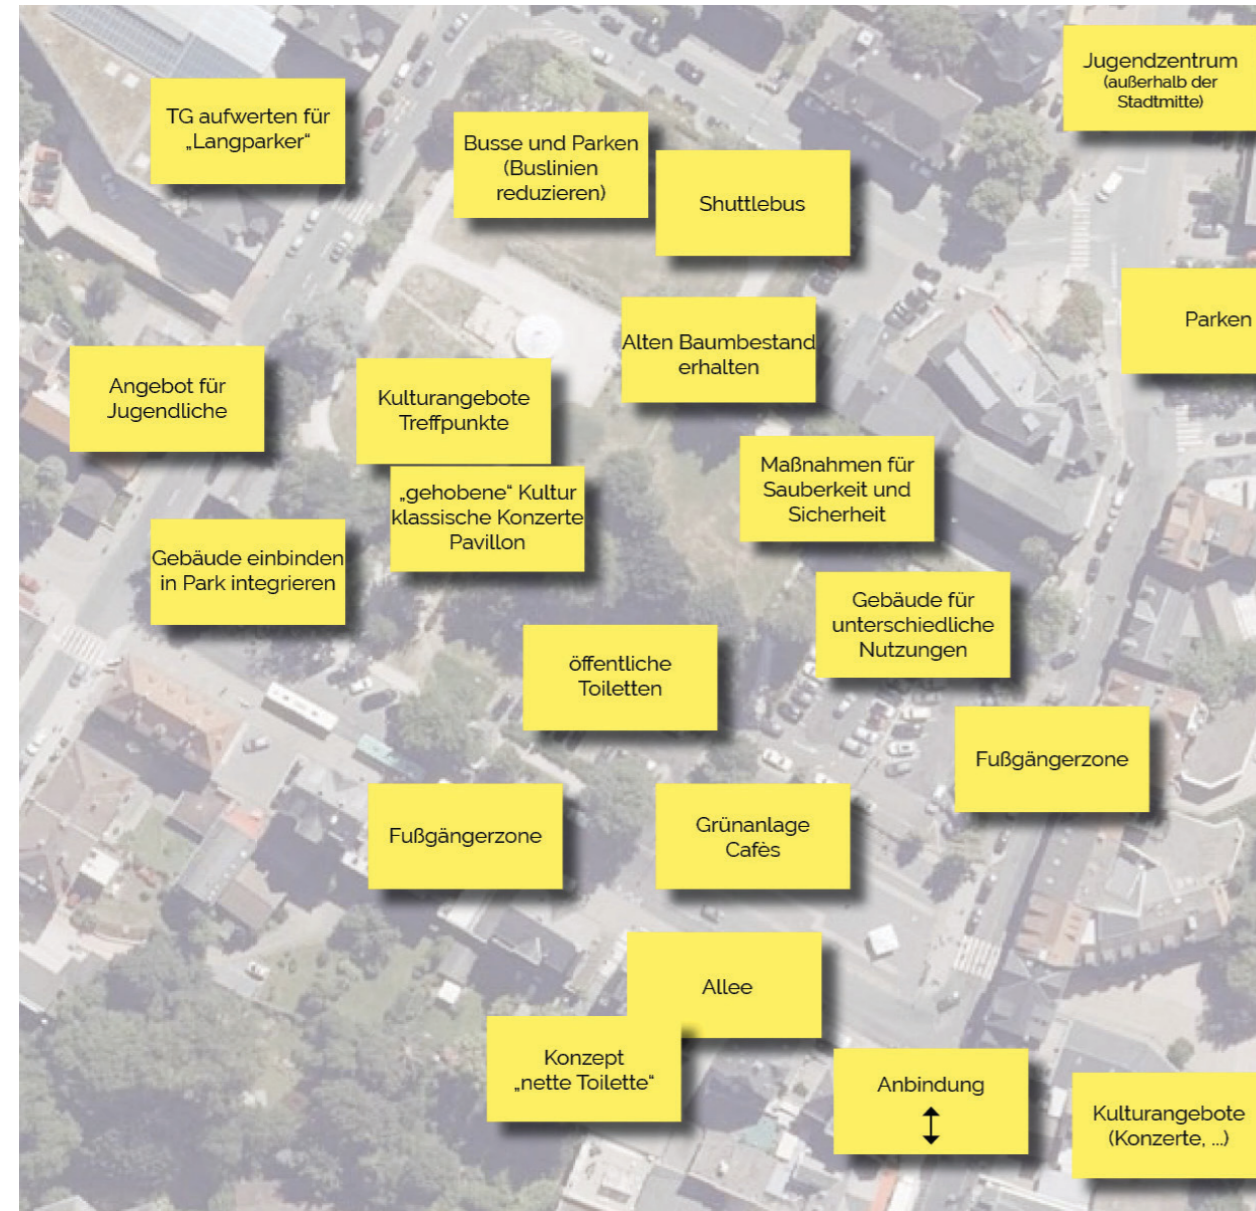 Jugendzentrum
(außerhalb der
Stadtmitte)
TG aufwerten für
„Langparker“
Busse und Parken
(Buslinien
reduzieren)
Shuttlebus
Parken
Alten Baumbestand
erhalten
Angebot für
Jugendliche
Kulturangebote
Treffpunkte
Maßnahmen für
Sauberkeit und
Sicherheit
„gehobene“ Kultur
klassische Konzerte
Pavillon
Gebäude einbinden
in Park integrieren
Gebäude für
unterschiedliche
Nutzungen
öffentliche
Toiletten
Fußgängerzone
Fußgängerzone
Grünanlage
Cafès
Allee
Konzept
„nette Toilette“
Anbindung
Kulturangebote
(Konzerte, ...)